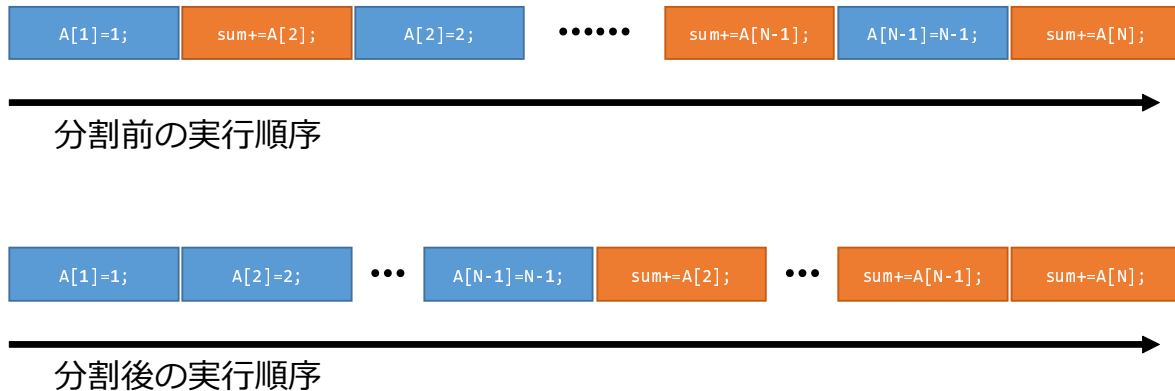 A[1]=1; sum+=A[2]; A[2]=2; •••••• sum+=A[N-1]; A[N-1]=N-1; sum+=A[N];
分割前の実行順序
A[1]=1; A[2]=2; ••• A[N-1]=N-1; sum+=A[2]; ••• sum+=A[N-1]; sum+=A[N];
分割後の実行順序